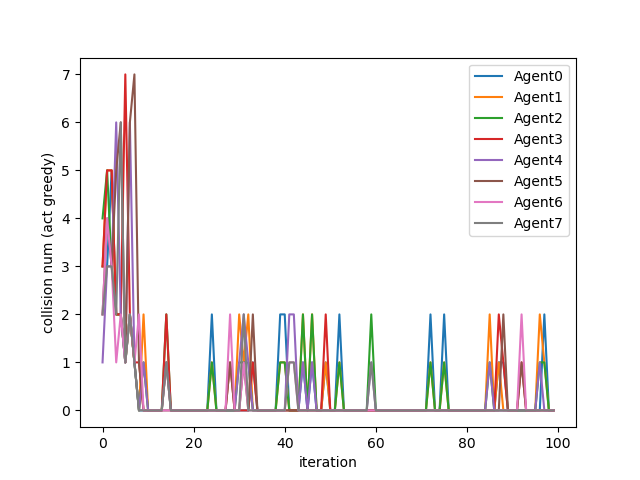 7
6
5
4
3
2
1
0
collision num (act greedy)
Agent0
Agent1
Agent2
Agent3
Agent4
Agent5
Agent6
Agent7
0 20 40 60 80 100
iteration